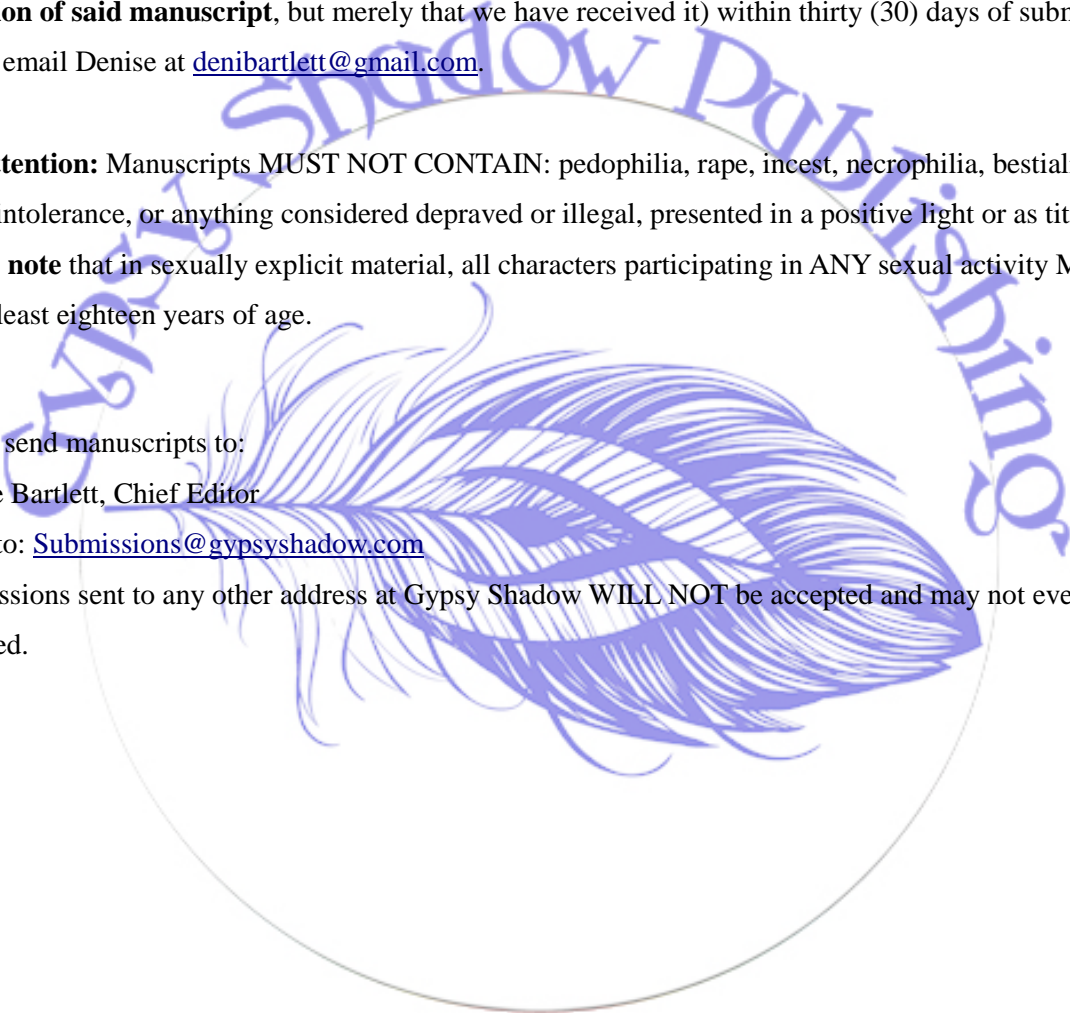 ion of said manuscript, but merely that we have received it) within thirty (30) days of subm
email Denise at denibartlett@gmail.com.
Gypsy Shadow Publishing
tention: Manuscripts MUST NOT CONTAIN: pedophilia, rape, incest, necrophilia, bestiali
intolerance, or anything considered depraved or illegal, presented in a positive light or as tit
note that in sexually explicit material, all characters participating in ANY sexual activity M
least eighteen years of age.
send manuscripts to:
e Bartlett, Chief Editor
to: Submissions@gypsyshadow.com
ssions sent to any other address at Gypsy Shadow WILL NOT be accepted and may not eve
ed.